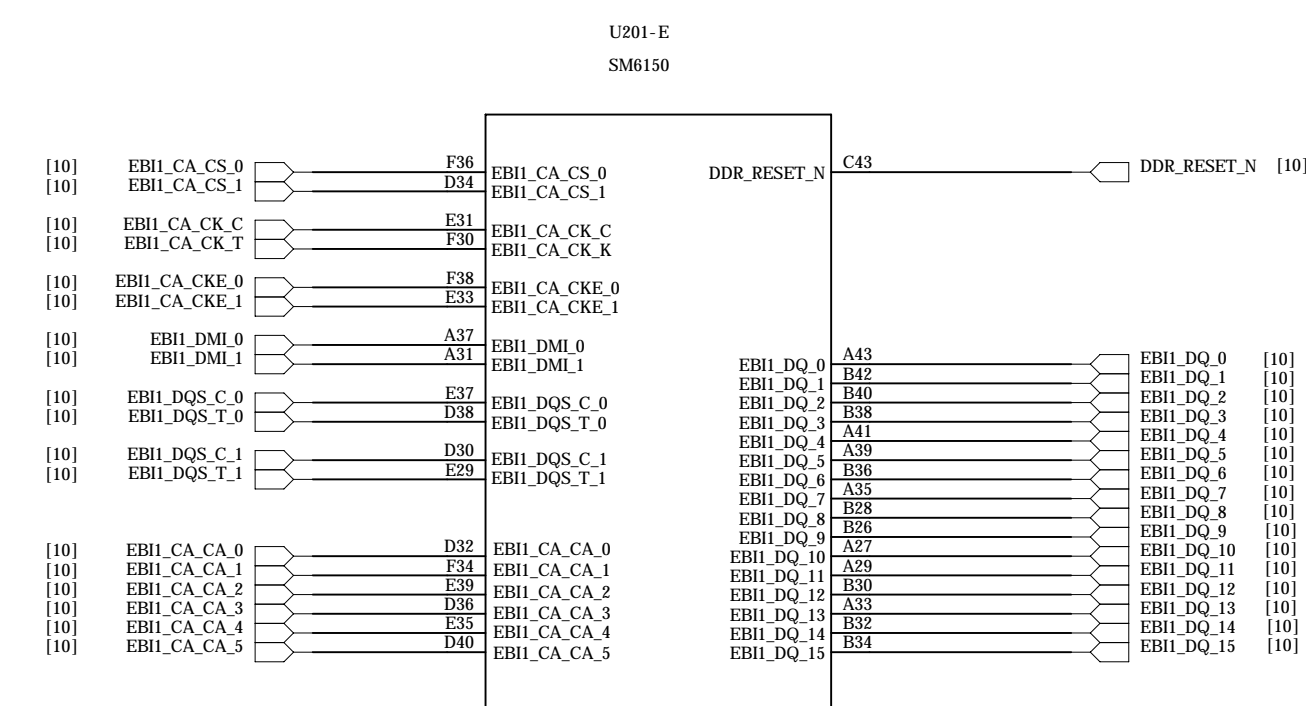 U201-E
SM6150
[10] EBI1_CA_CS_0 F36 EBI1_CA_CS_0 DDR_RESET_N C43 DDR_RESET_N [10]
[10] EBI1_CA_CS_1 D34 EBI1_CA_CS_1
[10] EBI1_CA_CK_C E31 EBI1_CA_CK_C
[10] EBI1_CA_CK_T F30 EBI1_CA_CK_K
[10] EBI1_CA_CKE_0 F38 EBI1_CA_CKE_0
[10] EBI1_CA_CKE_1 E33 EBI1_CA_CKE_1
[10] EBI1_DMI_0 A37 EBI1_DMI_0
[10] EBI1_DMI_1 A31 EBI1_DMI_1 EBI1_DQ_0 A43 EBI1_DQ_0 [10]
EBI1_DQ_1 B42 EBI1_DQ_1 [10]
[10] EBI1_DQS_C_0 E37 EBI1_DQS_C_0 EBI1_DQ_2 B40 EBI1_DQ_2 [10]
[10] EBI1_DQS_T_0 D38 EBI1_DQS_T_0 EBI1_DQ_3 B38 EBI1_DQ_3 [10]
EBI1_DQ_4 A41 EBI1_DQ_4 [10]
[10] EBI1_DQS_C_1 D30 EBI1_DQS_C_1 EBI1_DQ_5 A39 EBI1_DQ_5 [10]
[10] EBI1_DQS_T_1 E29 EBI1_DQS_T_1 EBI1_DQ_6 B36 EBI1_DQ_6 [10]
EBI1_DQ_7 A35 EBI1_DQ_7 [10]
EBI1_DQ_8 B28 EBI1_DQ_8 [10]
EBI1_DQ_9 B26 EBI1_DQ_9 [10]
[10] EBI1_CA_CA_0 D32 EBI1_CA_CA_0 EBI1_DQ_10 A27 EBI1_DQ_10 [10]
[10] EBI1_CA_CA_1 F34 EBI1_CA_CA_1 EBI1_DQ_11 A29 EBI1_DQ_11 [10]
[10] EBI1_CA_CA_2 E39 EBI1_CA_CA_2 EBI1_DQ_12 B30 EBI1_DQ_12 [10]
[10] EBI1_CA_CA_3 D36 EBI1_CA_CA_3 EBI1_DQ_13 A33 EBI1_DQ_13 [10]
[10] EBI1_CA_CA_4 E35 EBI1_CA_CA_4 EBI1_DQ_14 B32 EBI1_DQ_14 [10]
[10] EBI1_CA_CA_5 D40 EBI1_CA_CA_5 EBI1_DQ_15 B34 EBI1_DQ_15 [10]